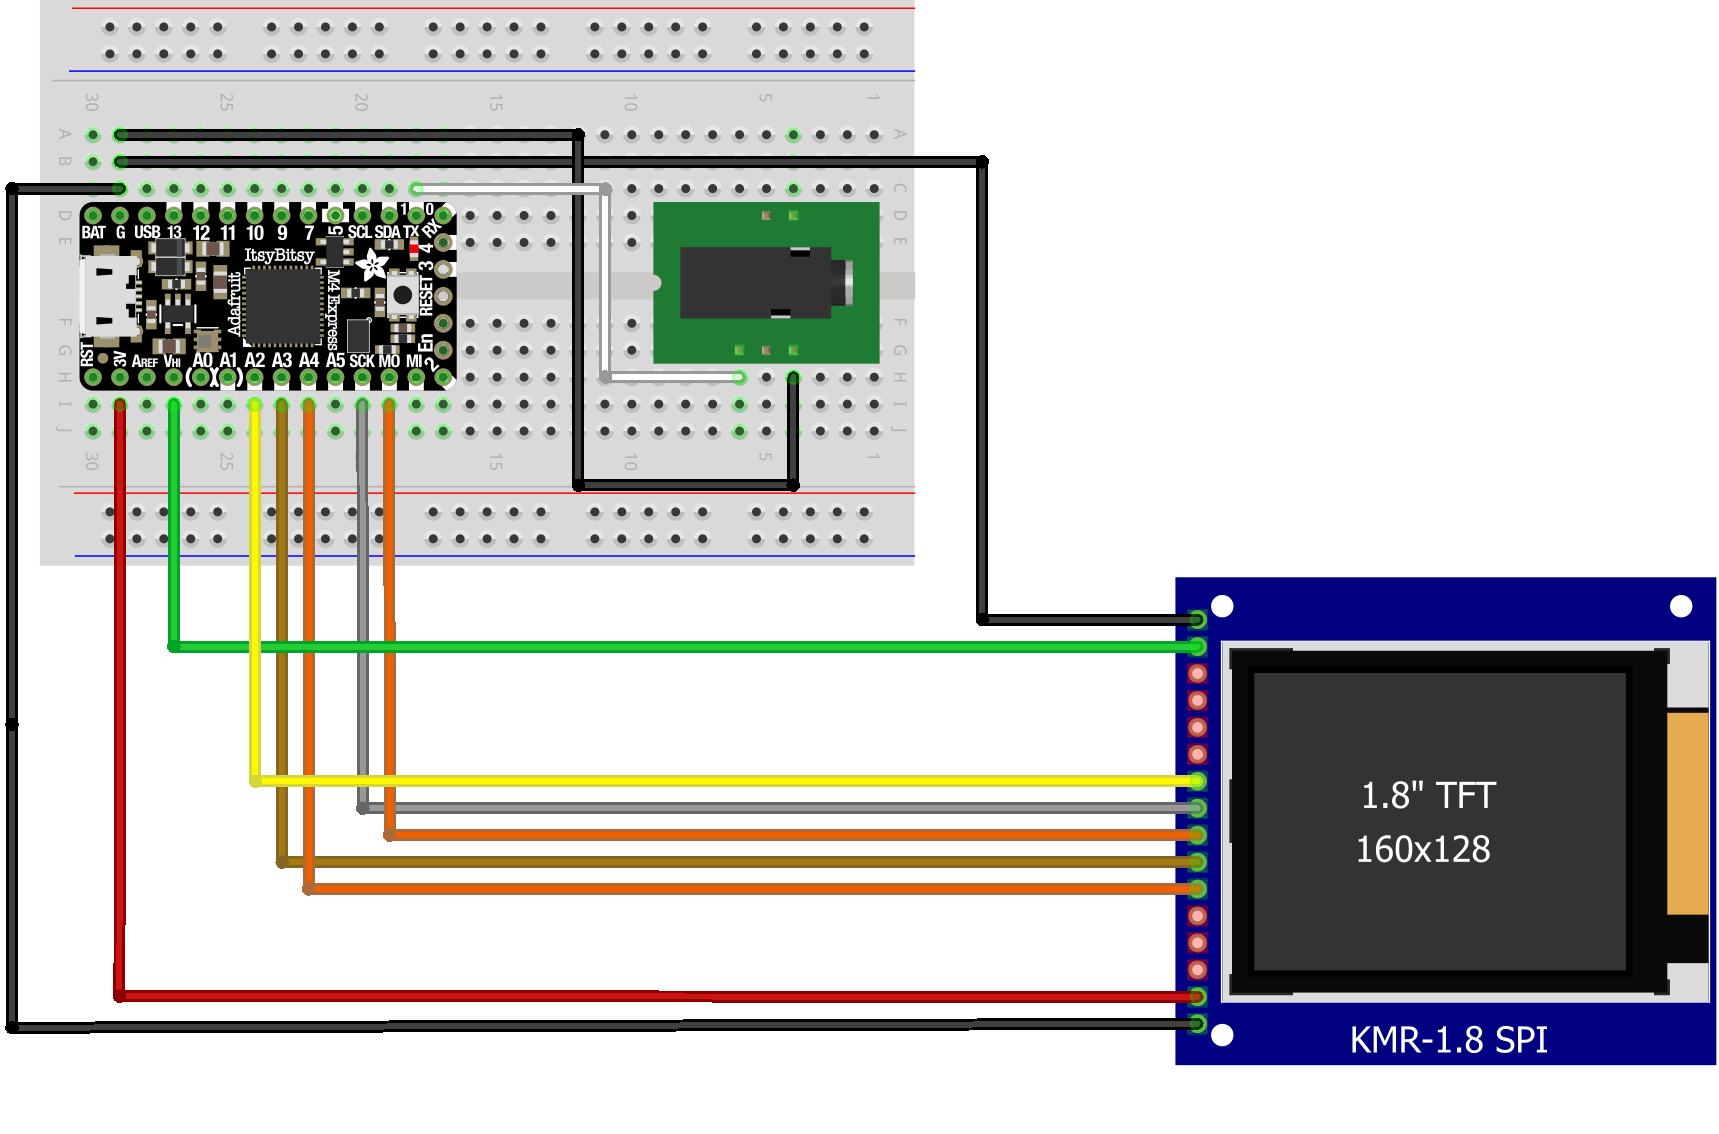 30 25 20 15 10 5 1
A A
B B
C C
D D
E E
F F
G G
H H
I I
J J
BAT G USB 13 12 11 10 9 7 5 SCL SDA TX RX
1 0
4
3
RESET
En
2
ItsyBitsy
Adafruit
M4 Express
RST 3V AREF VHI A0 A1 A2 A3 A4 A5 SCK MO MI
30 25 15 10 5 1
1.8" TFT
160x128
KMR-1.8 SPI